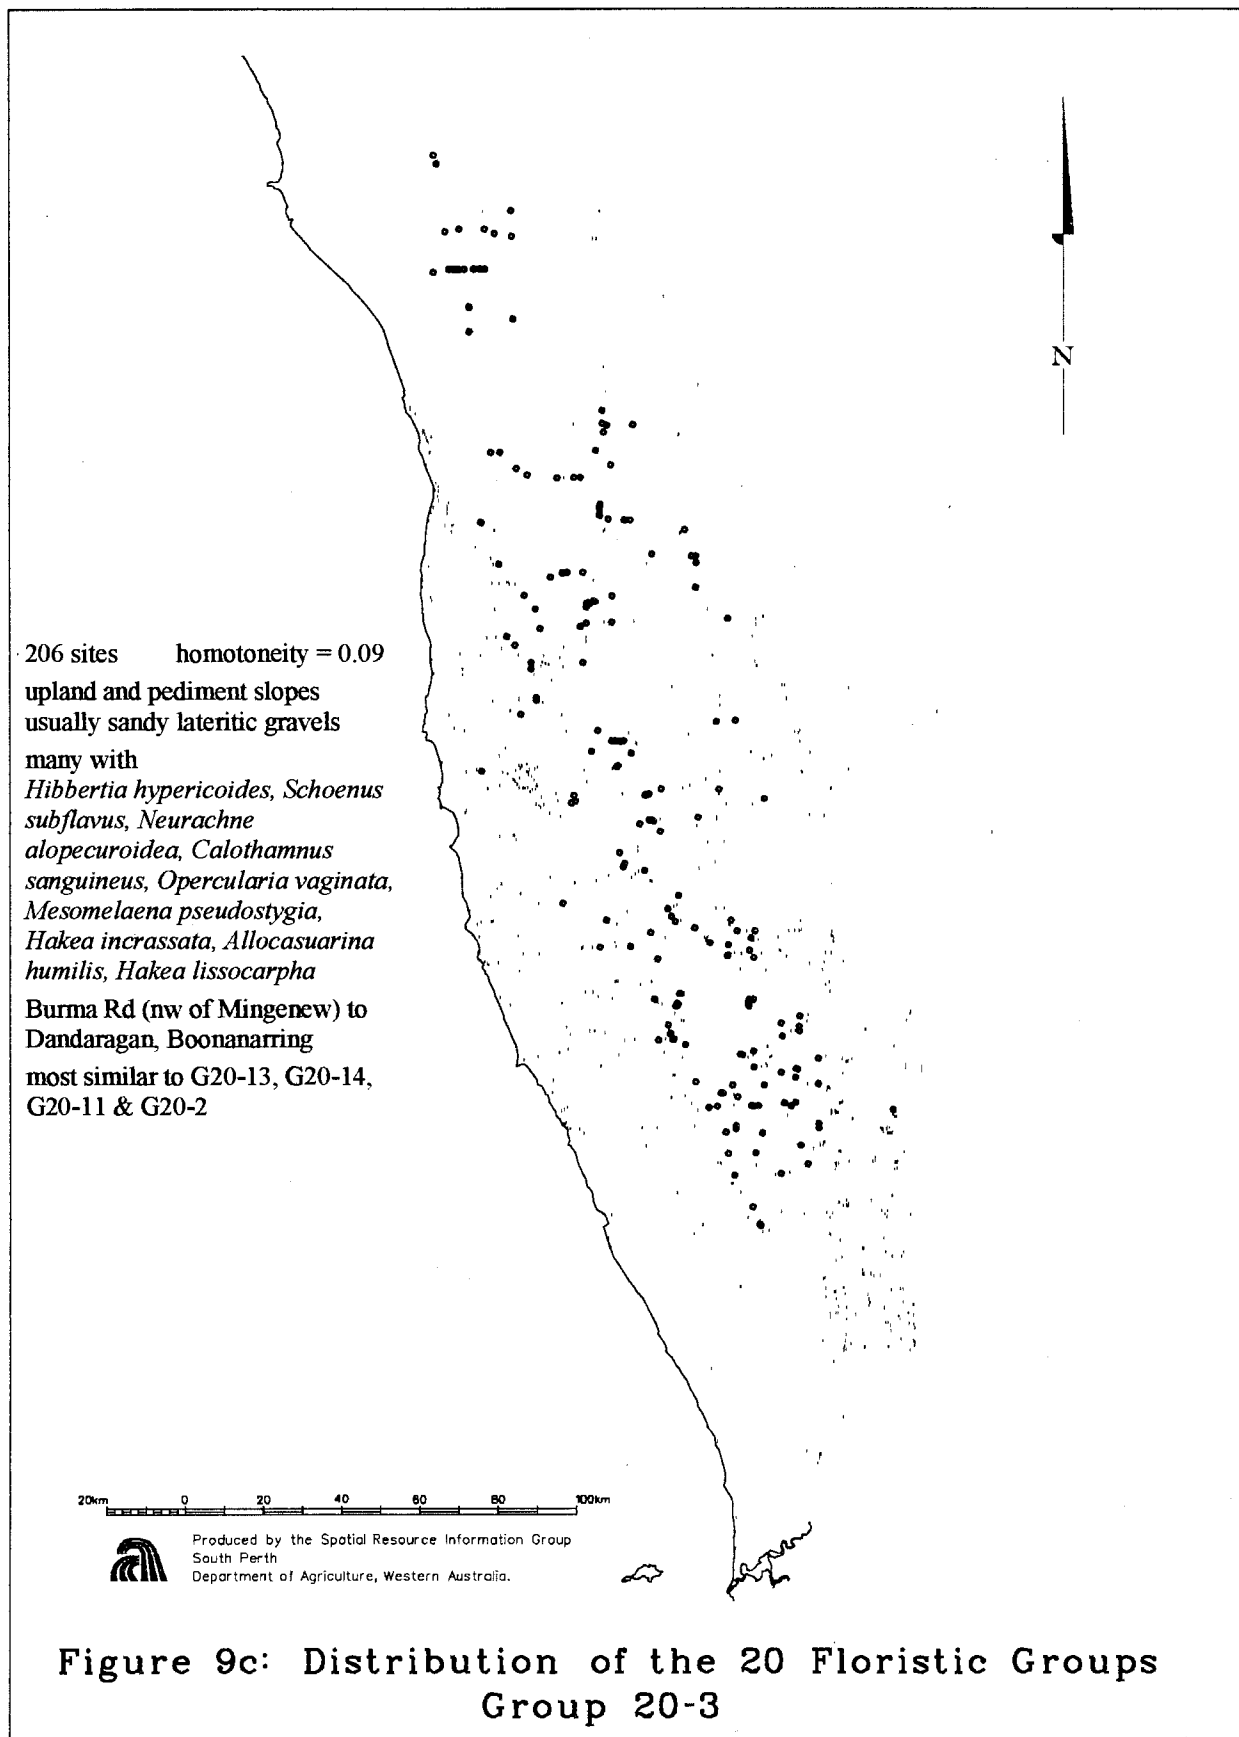 N
206 sites homotoneity = 0.09
upland and pediment slopes
usually sandy lateritic gravels
many with
Hibbertia hypericoides, Schoenus
subflavus, Neurachne
alopecuroidea, Calothamnus
sanguineus, Opercularia vaginata,
Mesomelaena pseudostygia,
Hakea incrassata, Allocasuarina
humilis, Hakea lissocarpha
Burma Rd (nw of Mingenew) to
Dandaragan, Boonanarring
most similar to G20-13, G20-14,
G20-11 & G20-2
20km 0 20 40 60 80 100km
Produced by the Spatial Resource Information Group
South Perth
Department of Agriculture, Western Australia.
Figure 9c: Distribution of the 20 Floristic Groups
Group 20-3